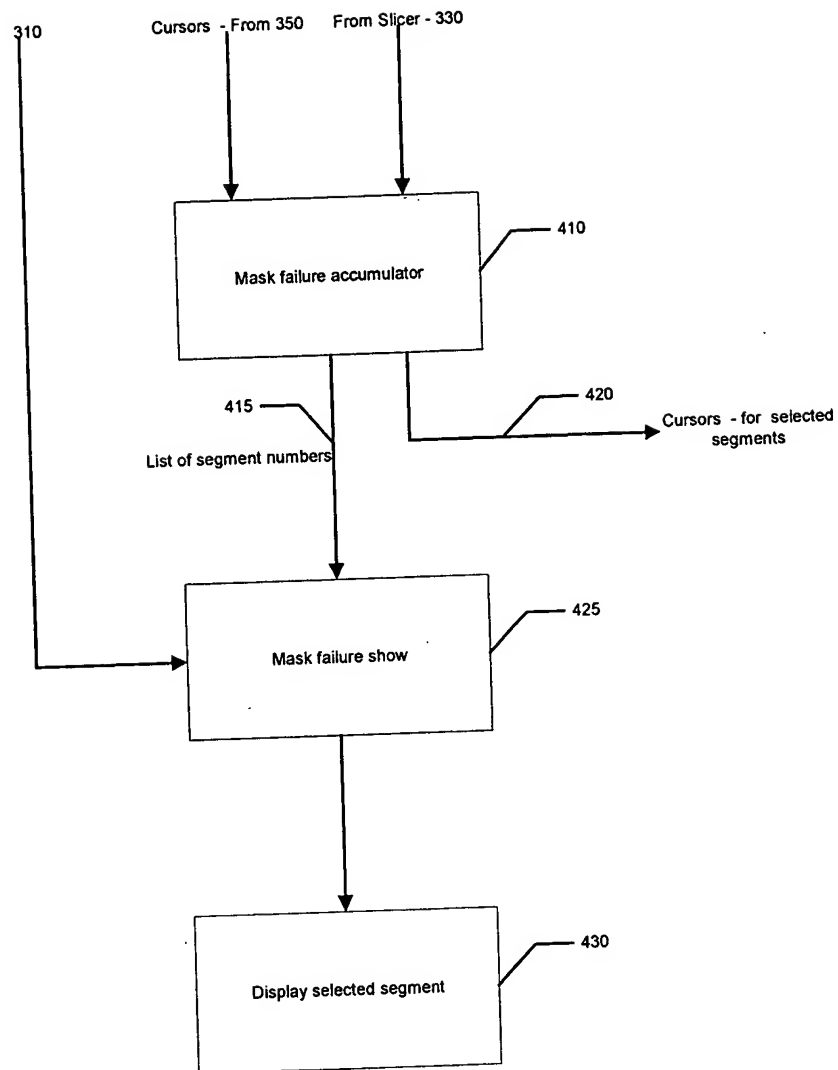 310
Cursors - From 350
From Slicer - 330
410
Mask failure accumulator
415
420
Cursors - for selected
segments
List of segment numbers
425
Mask failure show
430
Display selected segment